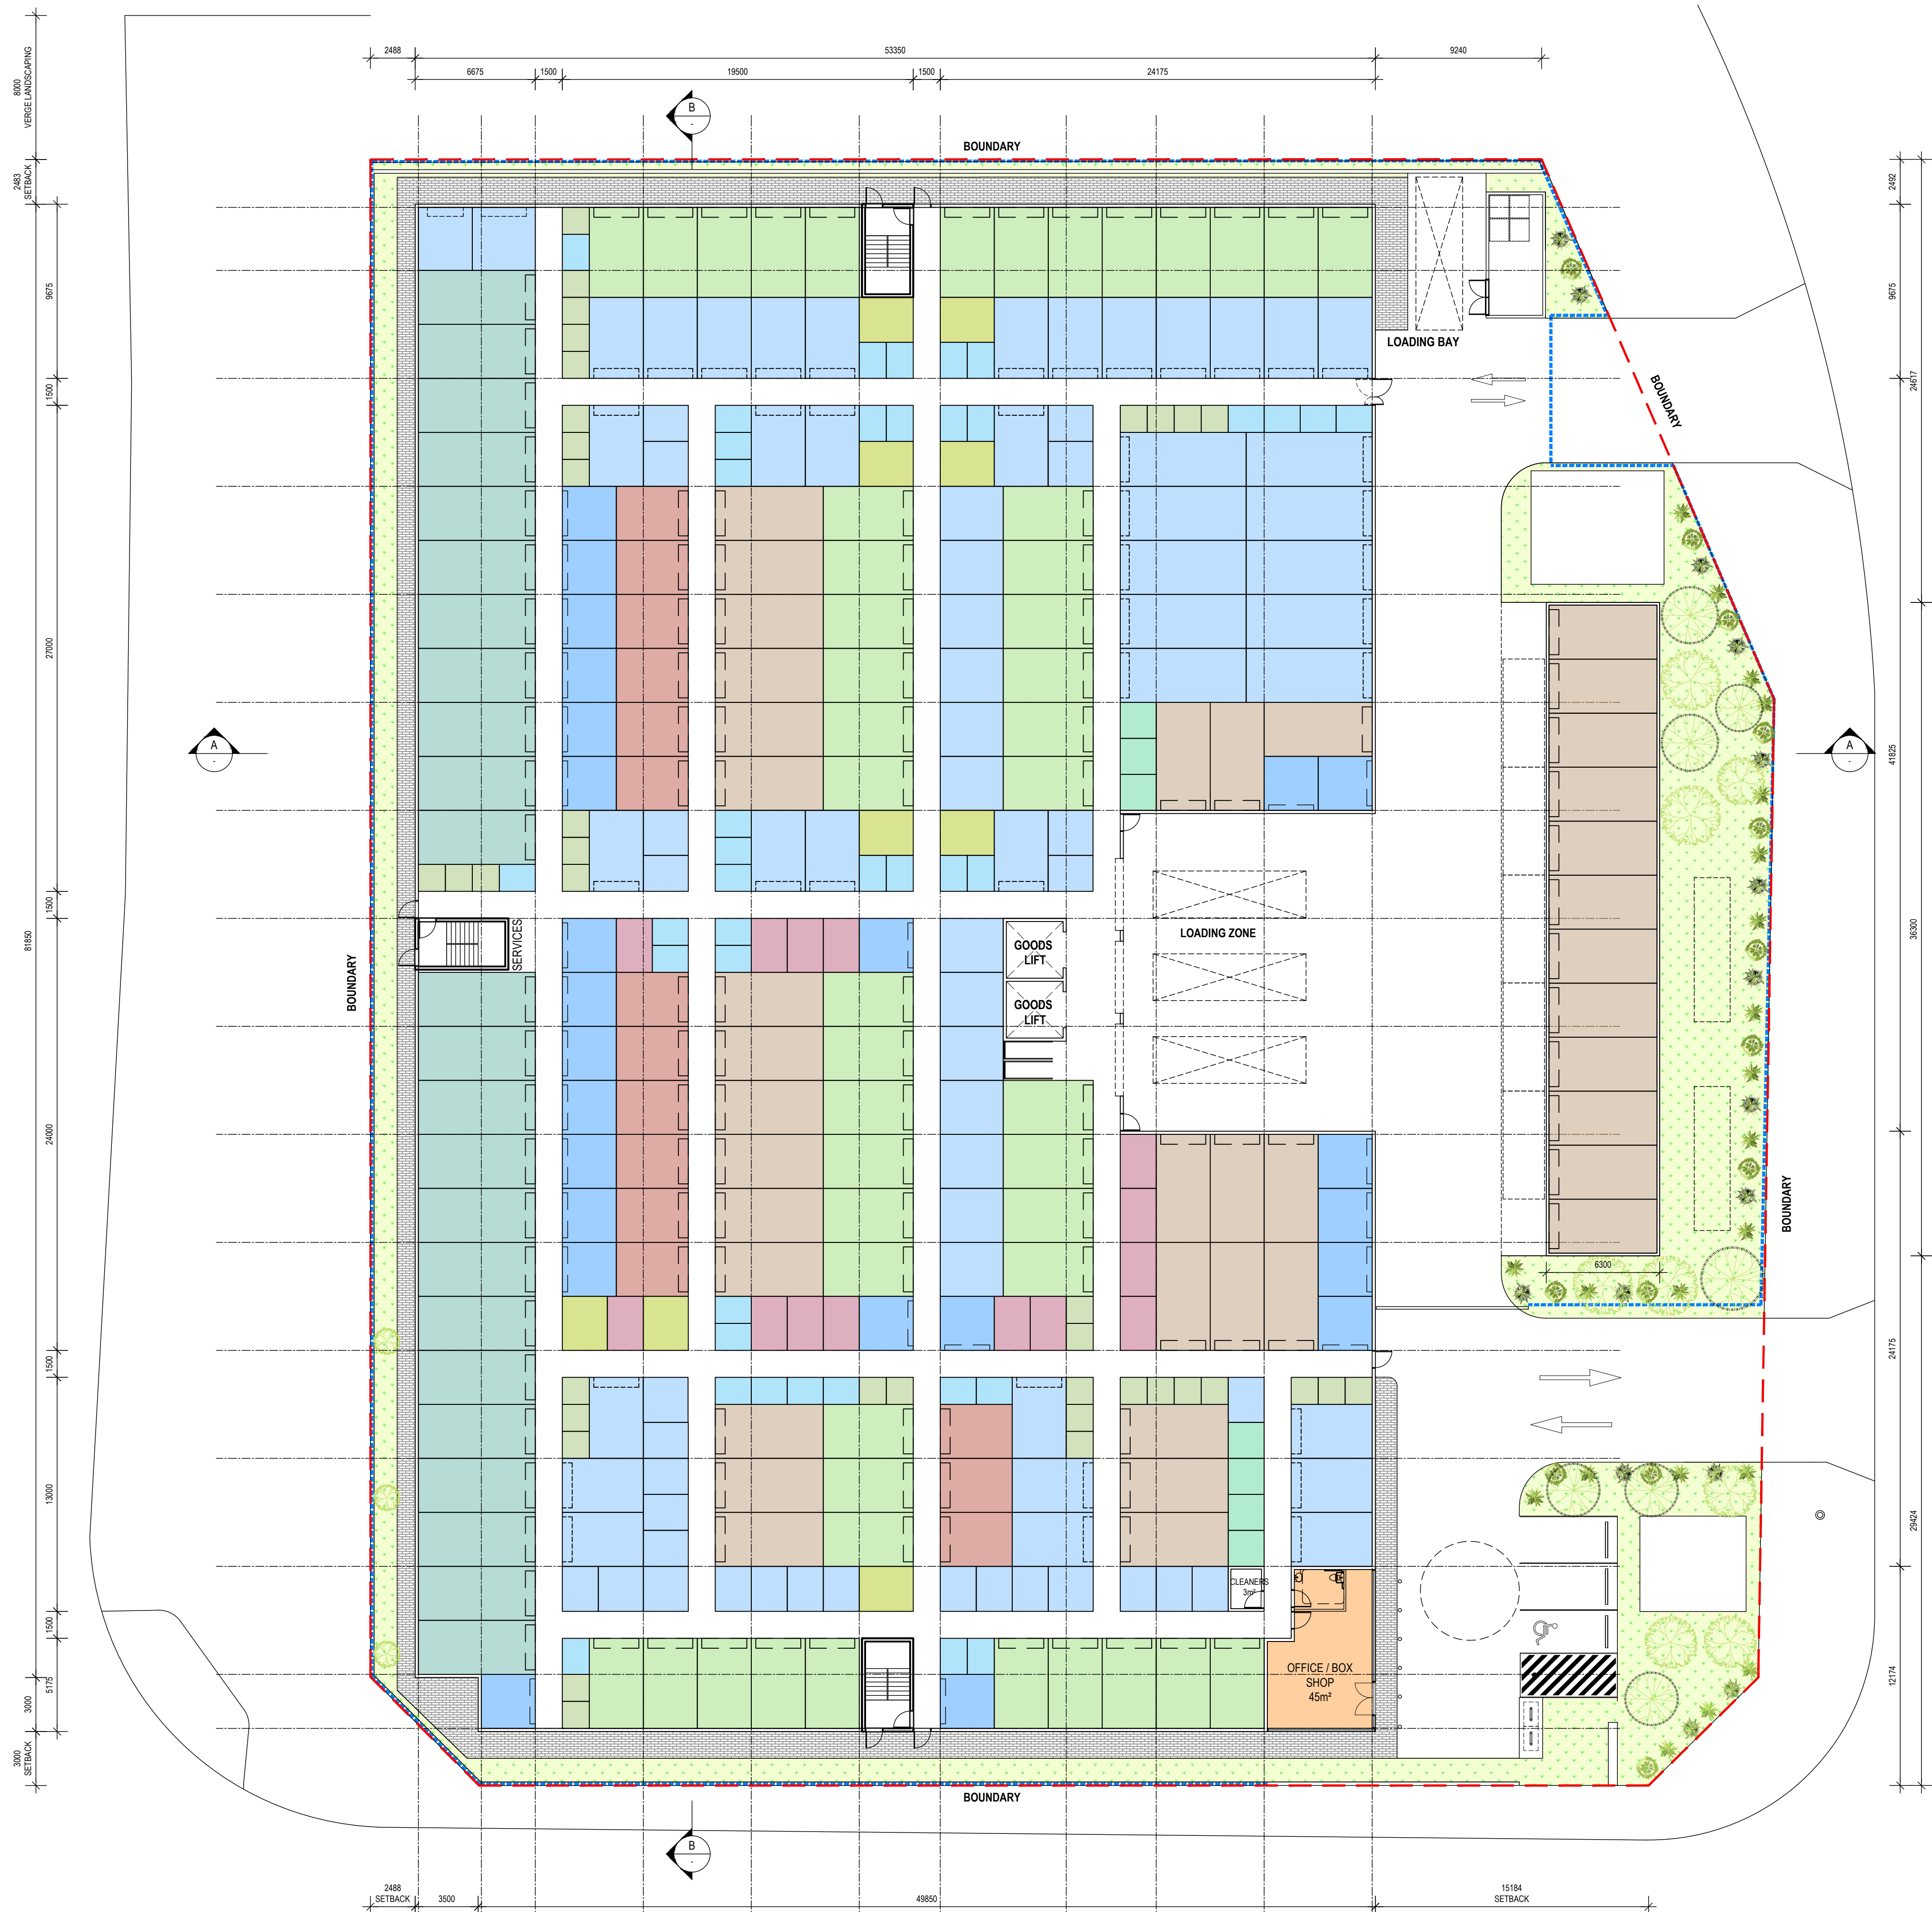 2488
53350
9240
6675
1500
19500
1500
24175
8000
VERGE LANDSCAPING
2483
SETBACK
B
-
BOUNDARY
2492
9675
9675
LOADING BAY
BOUNDARY
1500
24617
27000
A
-
A
-
41825
1500
81850
SERVICES
BOUNDARY
GOODS
LIFT
GOODS
LIFT
LOADING ZONE
36300
24000
BOUNDARY
6300
1500
24175
13000
29424
CLEANERS
3m²
1500
OFFICE / BOX
SHOP
45m²
5175
3000
12174
3000
SETBACK
BOUNDARY
B
-
2488
SETBACK
3500
49850
15184
SETBACK